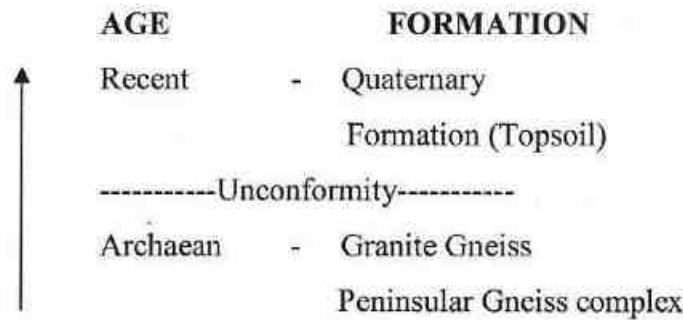 AGE FORMATION
Recent - Quaternary
Formation (Topsoil)
-----------Unconformity-----------
Archaean - Granite Gneiss
Peninsular Gneiss complex